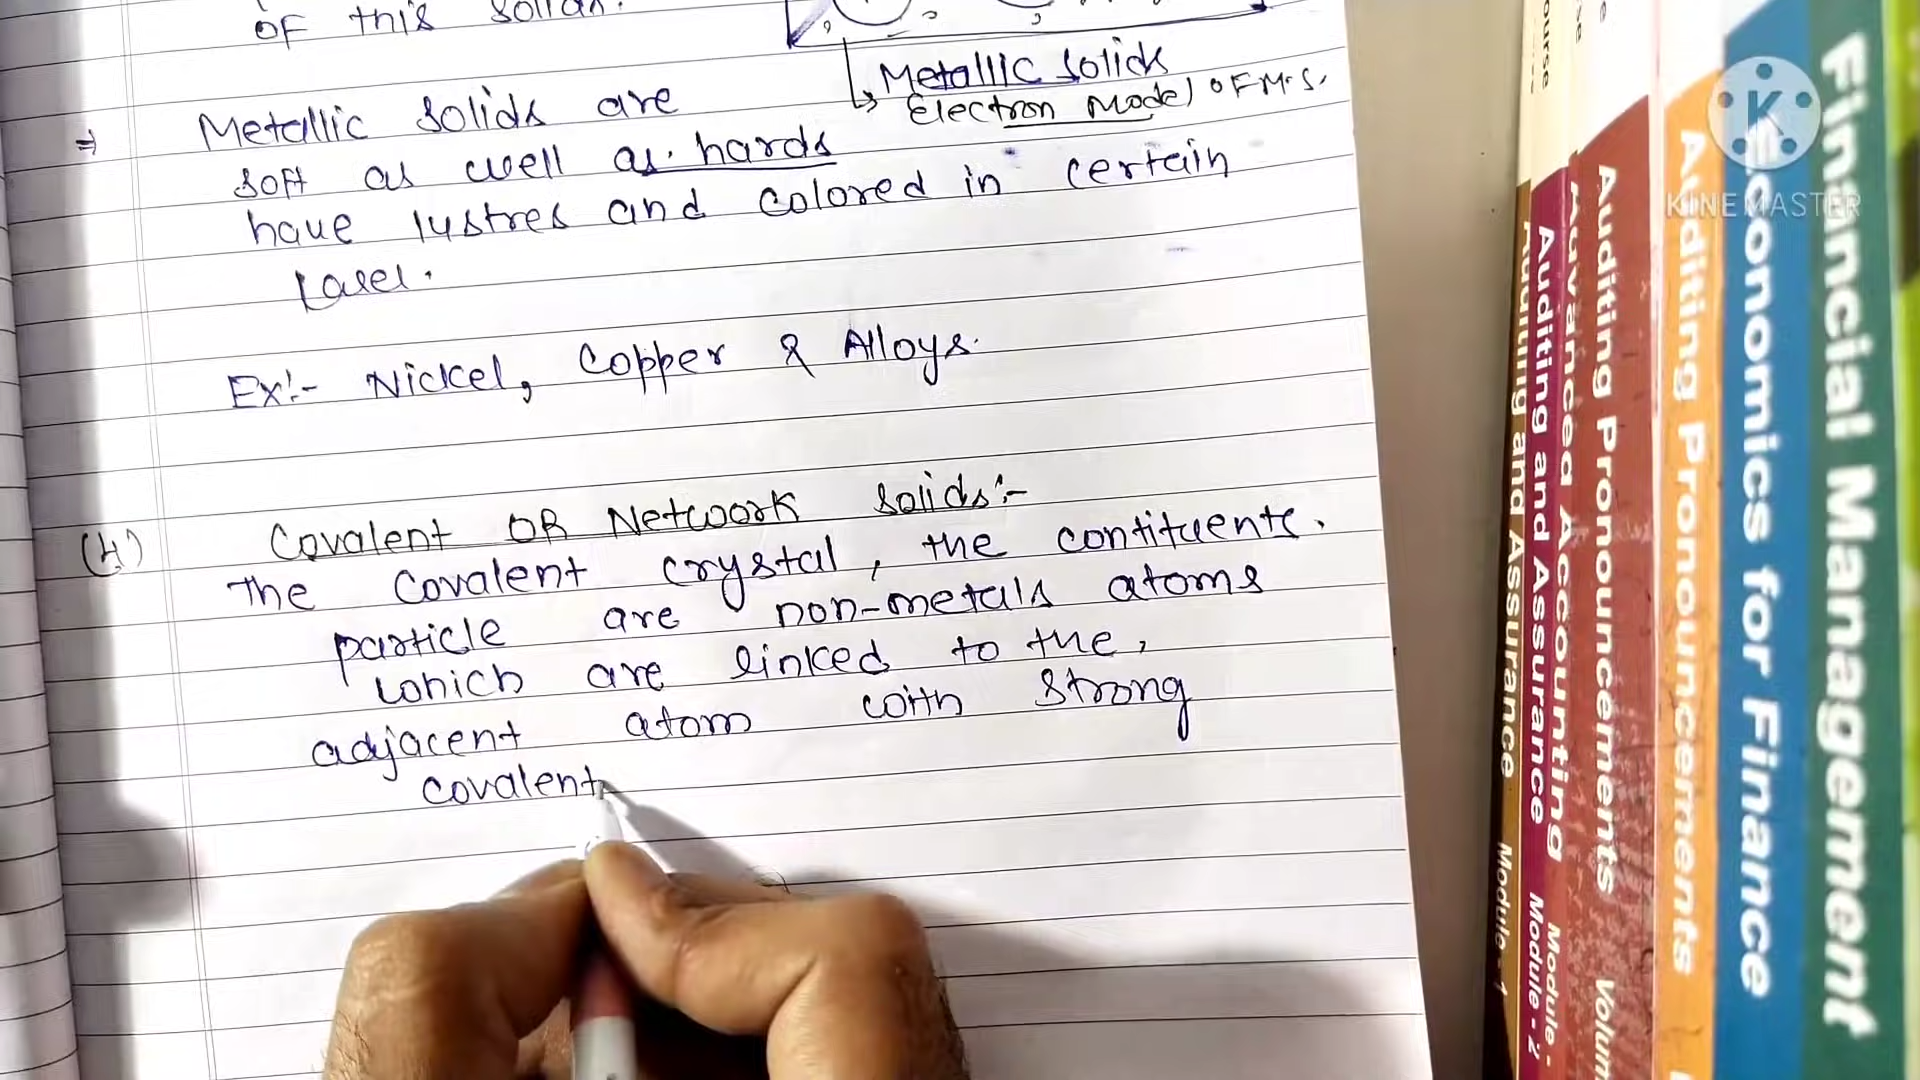 of this solids.
Metallic solids
Electron Model of M.S.
⇒ Metallic solids are
soft as well as hards
have lustres and colored in certain
Ex:- Nickel, Copper & Alloys.
(4) Covalent OR Network solids:-
The Covalent crystal, the contituents.
particle are non-metals atoms
which are linked to the,
adjacent atom with strong
covalent
KINEMASTER
Auditing and Assurance Module - 1
Auditing and Assurance Module - 2
Advanced Accounting Module -
Auditing Pronouncements Volum
Auditing Pronouncements
Economics for Finance
Financial Management